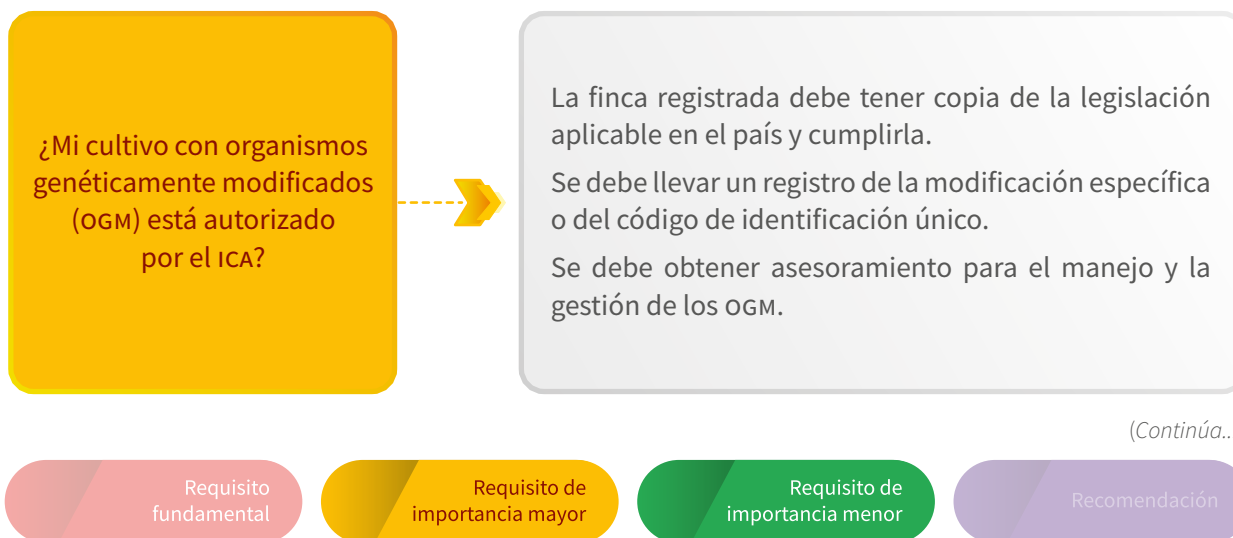 ¿Mi cultivo con organismos
genéticamente modificados
(OGM) está autorizado
por el ICA?
La finca registrada debe tener copia de la legislación
aplicable en el país y cumplirla.
Se debe llevar un registro de la modificación específica
o del código de identificación único.
Se debe obtener asesoramiento para el manejo y la
gestión de los OGM.
(Continúa..
Requisito
fundamental
Requisito de
importancia mayor
Requisito de
importancia menor
Recomendación